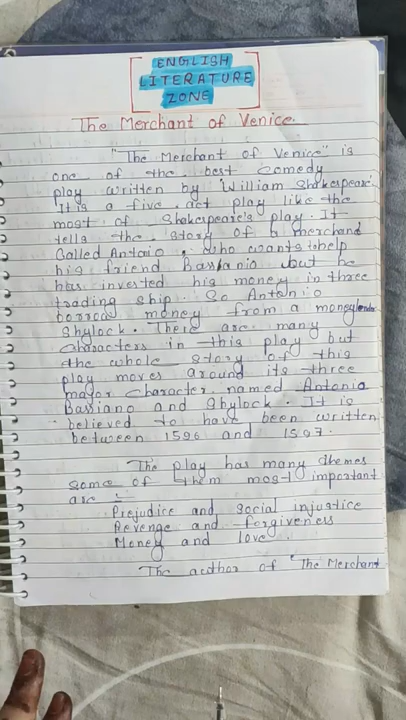 ENGLISH
LITERATURE
ZONE
The Merchant of Venice.
"The Merchant of Venice" is
one of the best Comedy
play written by 'William Shakespeare'.
It is a five act play like the
most of Shakespeare's play. It
tells the story of a merchand
Called Antonio. Who wants to help
his friend Bassanio but he
has invested his money in three
trading ship. So Antonio
borrow money from a moneylender
Shylock. There are many
Characters in this play but
the whole story of this
play moves around its three
major character named Antonia
Bassiano and Shylock. It is
believed to have been written
between 1596 and 1597.
The play has many themes
some of them most important
are :-
Prejudice and social injustice
Revenge and forgiveness
Money and love.
The author of "The Merchant